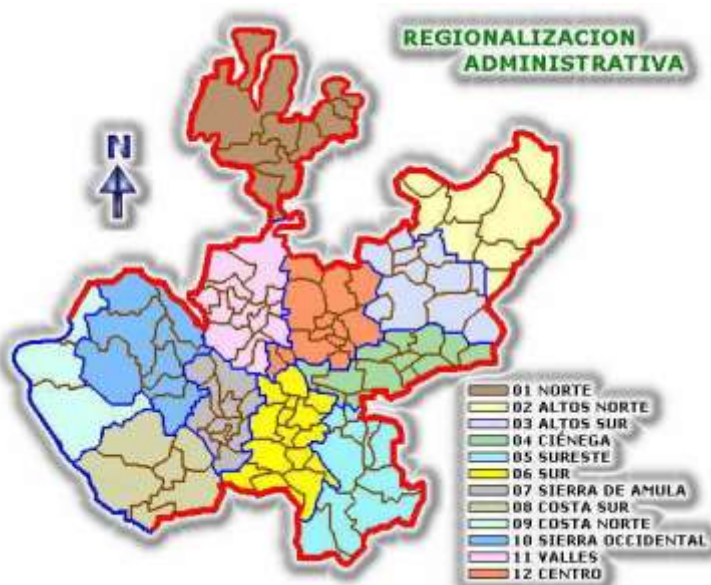 REGIONALIZACION
ADMINISTRATIVA
N
01 NORTE
02 ALTOS NORTE
03 ALTOS SUR
04 CIÉNEGA
05 SURESTE
06 SUR
07 SIERRA DE AMULA
08 COSTA SUR
09 COSTA NORTE
10 SIERRA OCCIDENTAL
11 VALLES
12 CENTRO